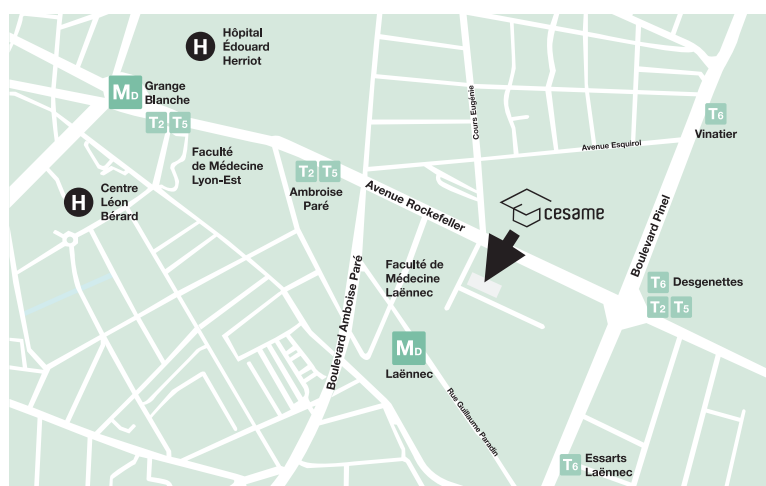 H
Hôpital
Édouard
Herriot
MD
Grange
Blanche
T2 T5
Faculté
de Médecine
Lyon-Est
H
Centre
Léon
Bérard
T2 T5
Ambroise
Paré
Avenue Rockefeller
Cours Eugénie
Avenue Esquirol
T6
Vinatier
Boulevard Pinel
cesame
Faculté de
Médecine
Laënnec
Boulevard Amboise Paré
T6 Desgenettes
T2 T5
MD
Laënnec
Rue Guillaume Paradin
T6
Essarts
Laënnec